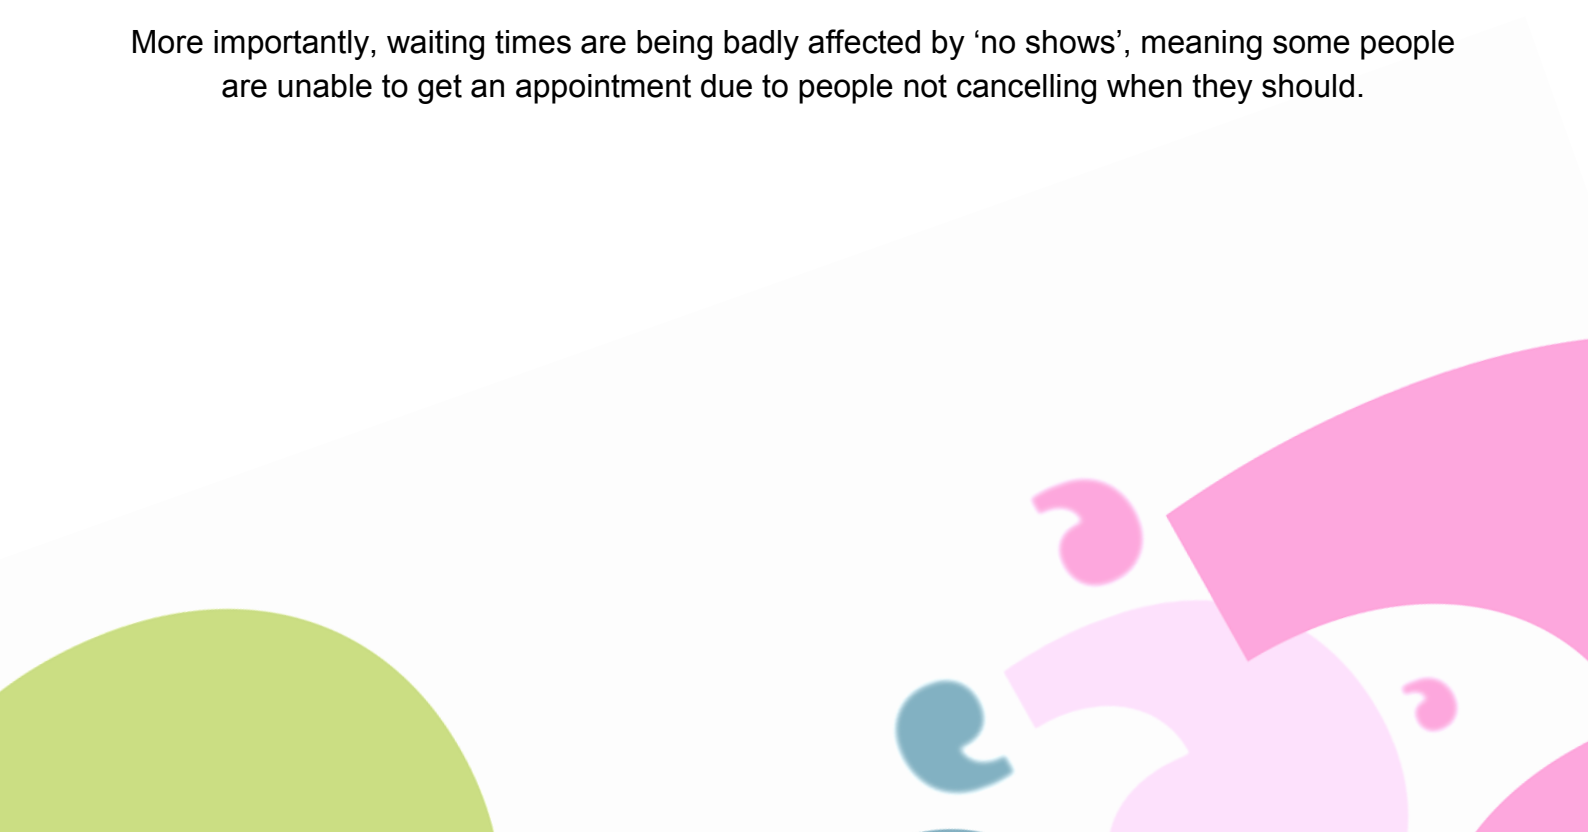 More importantly, waiting times are being badly affected by ‘no shows’, meaning some people
are unable to get an appointment due to people not cancelling when they should.